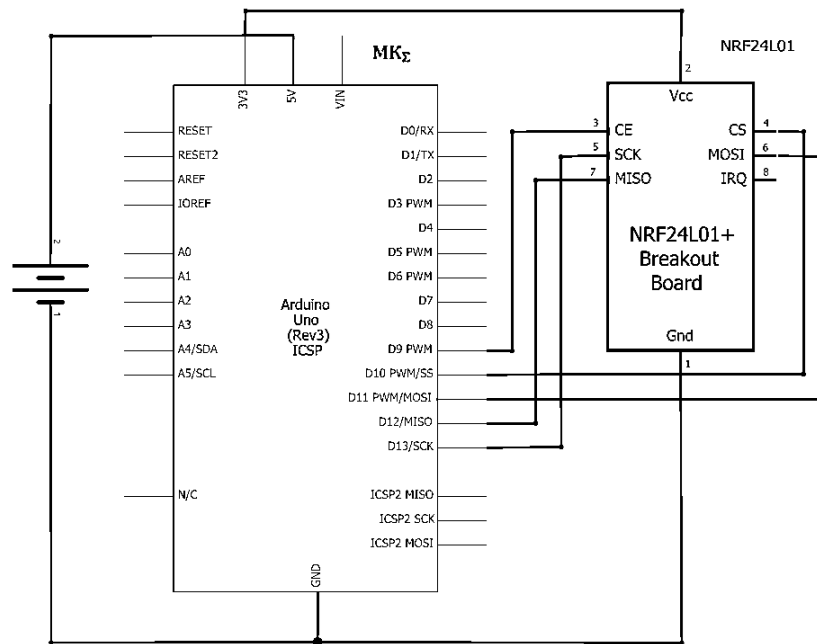 MKΣ
NRF24L01
3V3
5V
VIN
2
Vcc
RESET
RESET2
AREF
IOREF
A0
A1
A2
A3
A4/SDA
A5/SCL
N/C
D0/RX
D1/TX
D2
D3 PWM
D4
D5 PWM
D6 PWM
D7
D8
D9 PWM
D10 PWM/SS
D11 PWM/MOSI
D12/MISO
D13/SCK
ICSP2 MISO
ICSP2 SCK
ICSP2 MOSI
Arduino
Uno
(Rev3)
ICSP
GND
3 CE
5 SCK
7 MISO
CS 4
MOSI 6
IRQ 8
NRF24L01+
Breakout
Board
Gnd
1
2
1